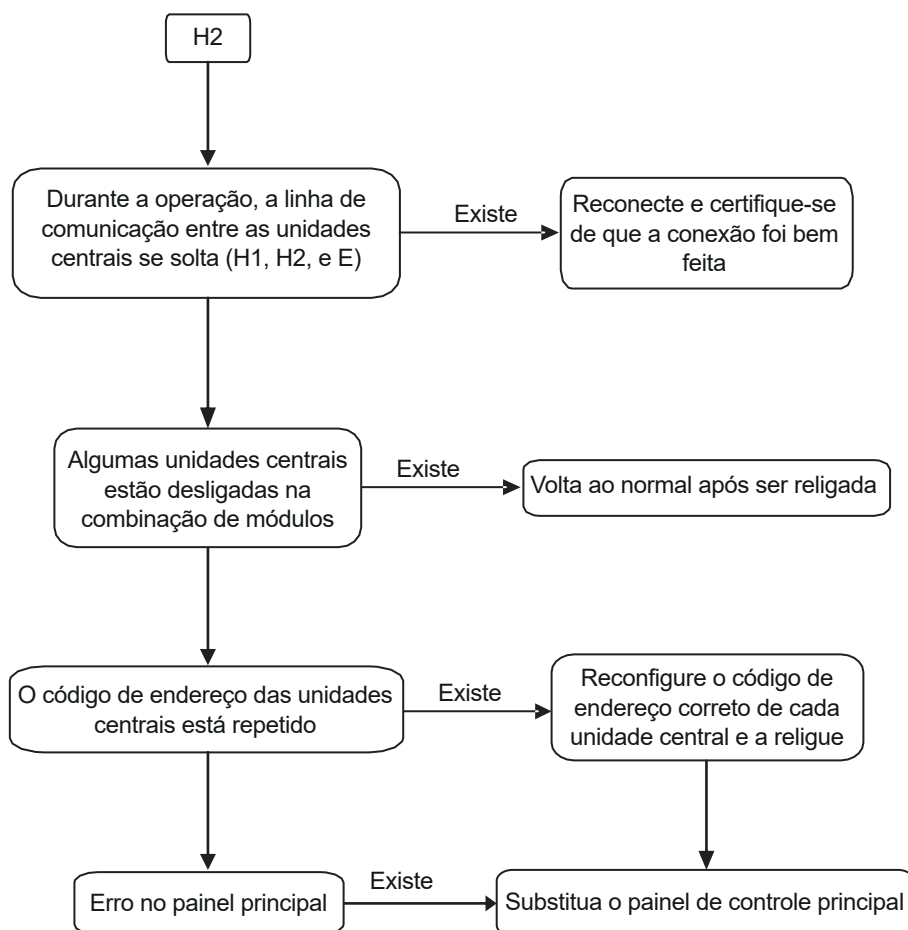 H2
Durante a operação, a linha de
comunicação entre as unidades
centrais se solta (H1, H2, e E)
Existe
Reconecte e certifique-se
de que a conexão foi bem
feita
Algumas unidades centrais
estão desligadas na
combinação de módulos
Existe
Volta ao normal após ser religada
O código de endereço das unidades
centrais está repetido
Existe
Reconfigure o código de
endereço correto de cada
unidade central e a religue
Erro no painel principal
Existe
Substitua o painel de controle principal